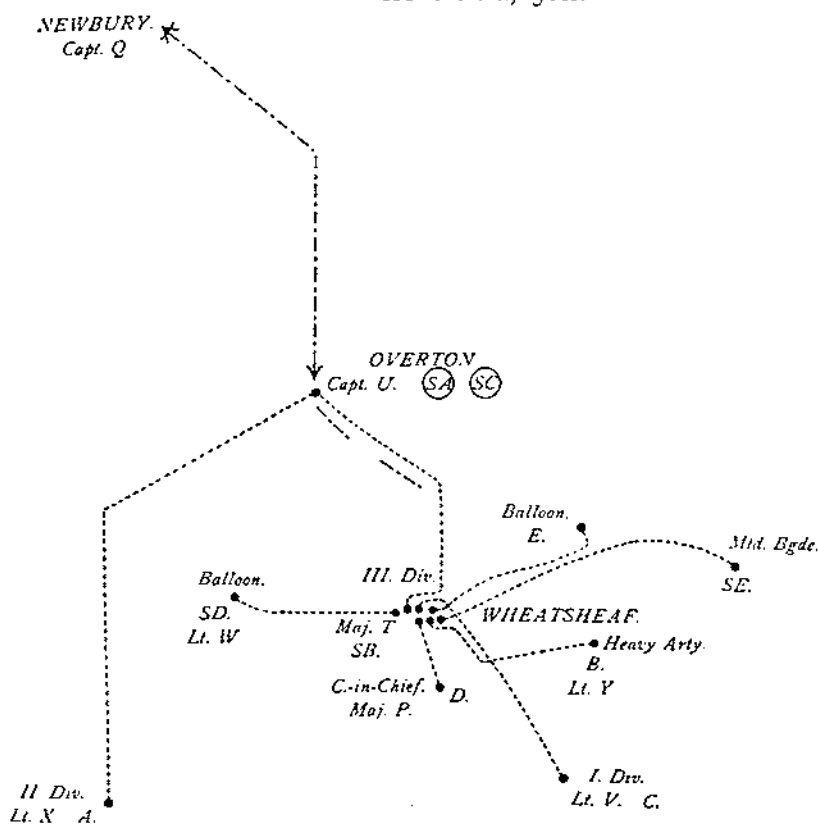 NEWBURY.
Capt. Q
OVERTON
Capt. U. SA SC
Balloon.
E.
Mtd. Bgde.
SE.
III. Div.
Balloon.
SD.
Lt. W
Maj. T
SB.
WHEATSHEAF.
Heavy Arty.
B.
Lt. Y
C.-in-Chief.
Maj. P.
D.
I. Div.
Lt. V. C.
II Div.
Lt. X A.